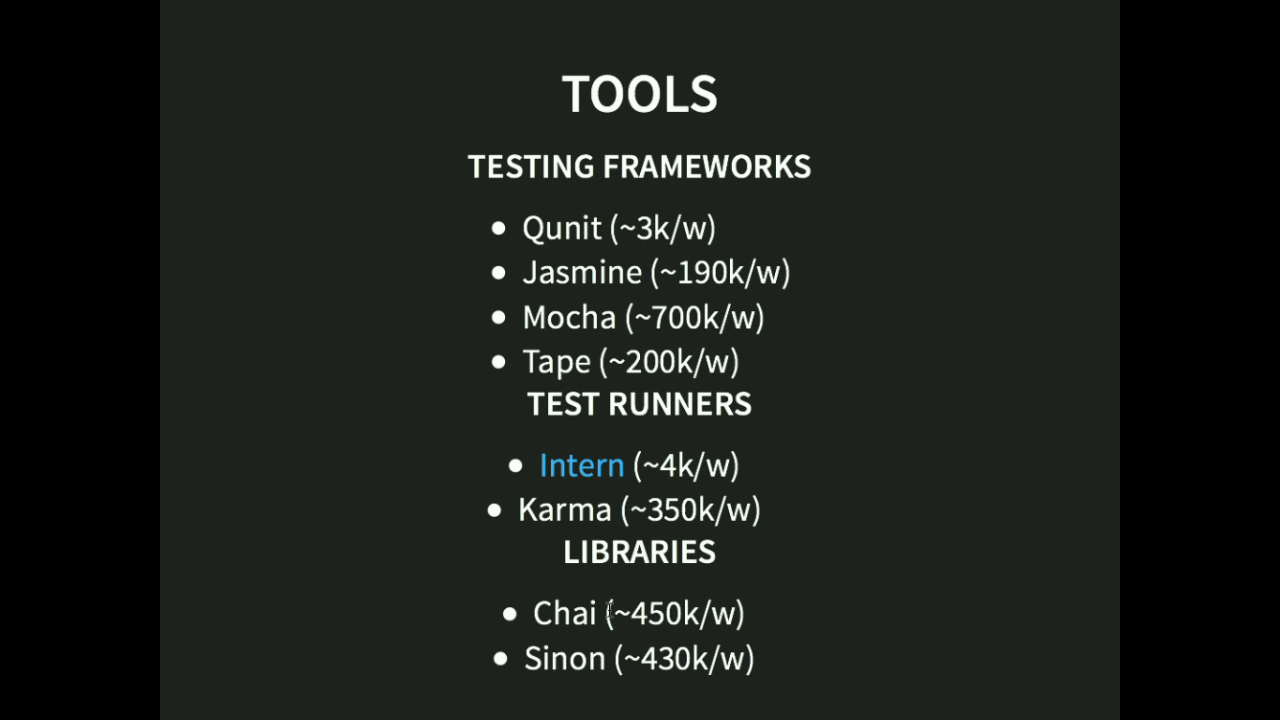 TOOLS
TESTING FRAMEWORKS
Qunit (~3k/w)
Jasmine (~190k/w)
Mocha (~700k/w)
Tape (~200k/w)
TEST RUNNERS
Intern (~4k/w)
Karma (~350k/w)
LIBRARIES
Chai (~450k/w)
Sinon (~430k/w)